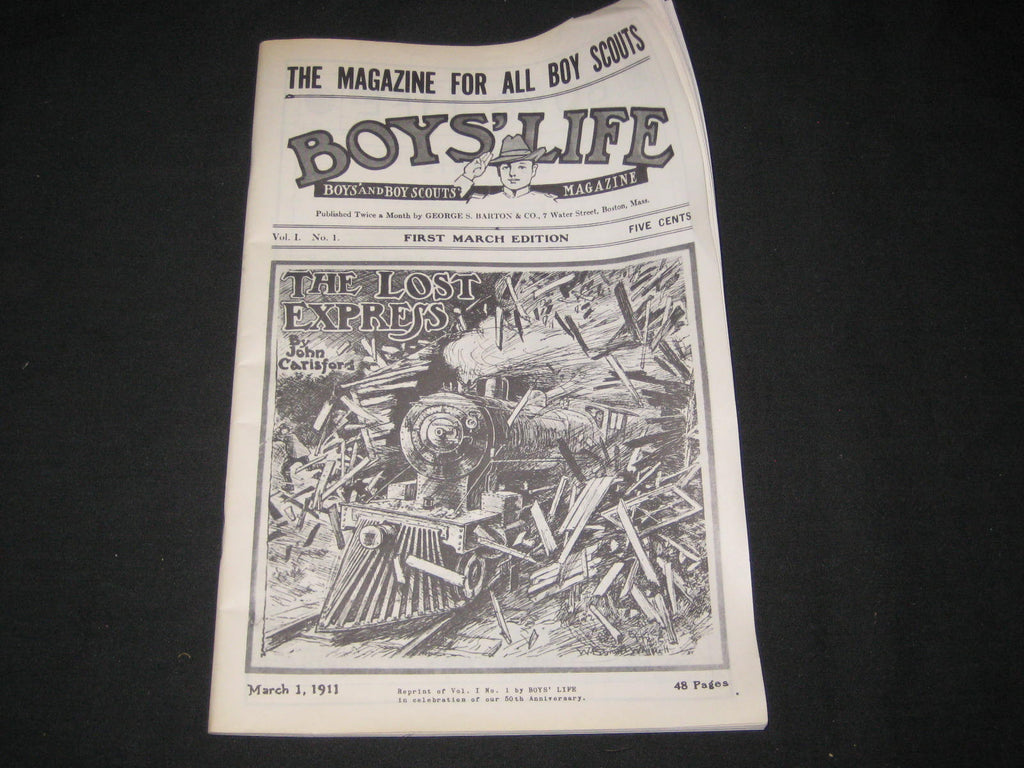 THE MAGAZINE FOR ALL BOY SCOUTS
BOYS' LIFE
BOYS' AND BOY SCOUTS' MAGAZINE
Published Twice a Month by GEORGE S. BARTON & CO., 7 Water Street, Boston, Mass.
Vol. I. No. 1. FIRST MARCH EDITION FIVE CENTS
THE LOST
EXPRESS
By
John
Carisford
March 1, 1911
Reprint of Vol. I No. 1 by BOYS' LIFE
in celebration of our 50th Anniversary.
48 Pages